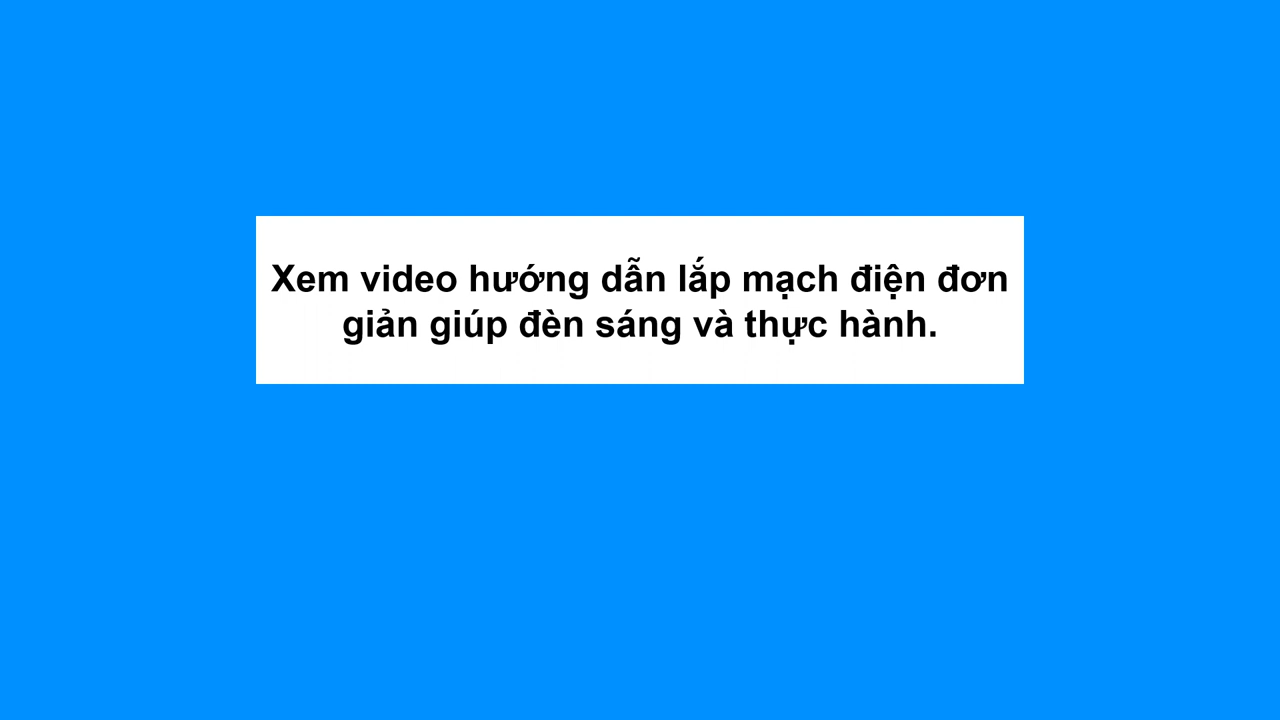 Xem video hướng dẫn lắp mạch điện đơn
giản giúp đèn sáng và thực hành.